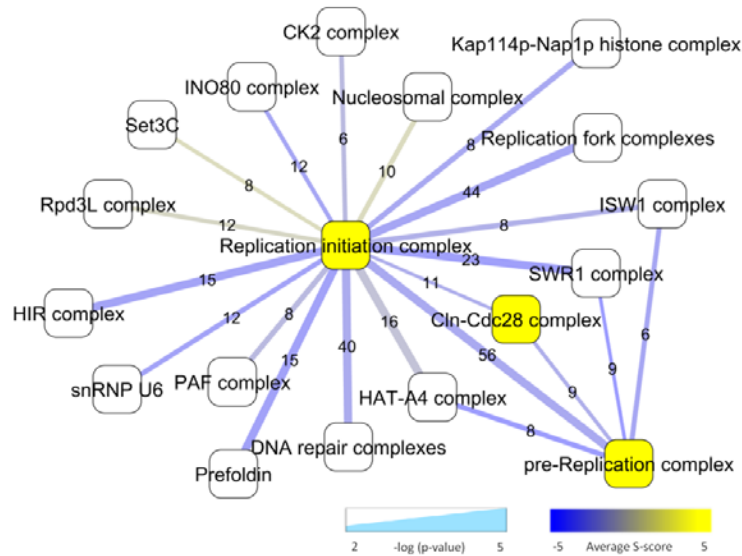 CK2 complex
Kap114p-Nap1p histone complex
INO80 complex
Nucleosomal complex
Set3C
Replication fork complexes
6
8
12
10
8
44
Rpd3L complex
ISW1 complex
12
8
Replication initiation complex
23
SWR1 complex
15
11
HIR complex
12
8
16
Cln-Cdc28 complex
15
40
56
6
snRNP U6
PAF complex
HAT-A4 complex
9
9
8
DNA repair complexes
Prefoldin
pre-Replication complex
2 -log (p-value) 5
-5 Average S-score 5